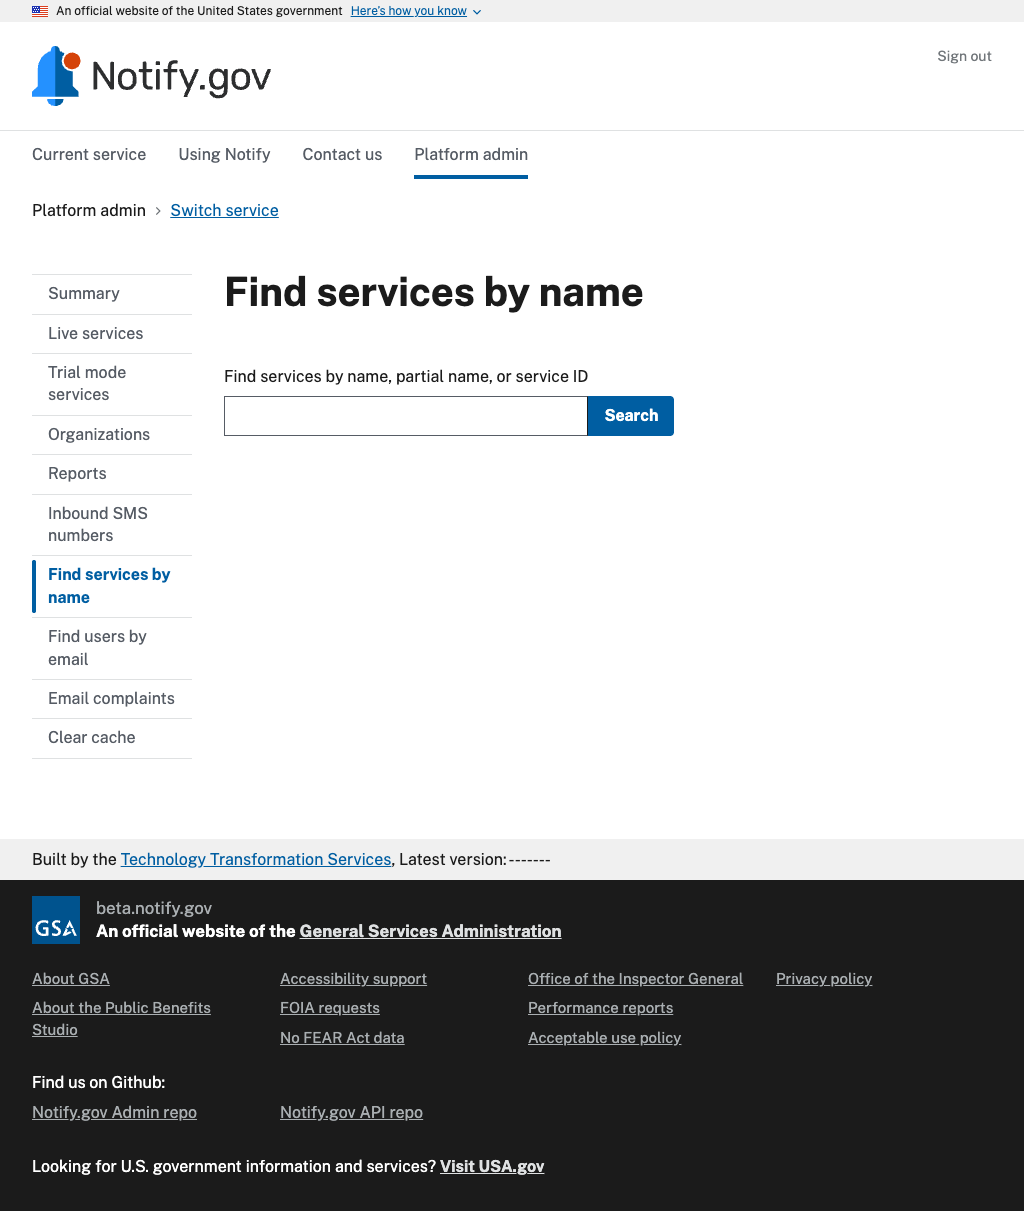 An official website of the United States government Here's how you know
Notify.gov
Sign out
Current service Using Notify Contact us Platform admin
Platform admin Switch service
Summary
Live services
Trial mode
services
Organizations
Reports
Inbound SMS
numbers
Find services by
name
Find users by
email
Email complaints
Clear cache
Find services by name
Find services by name, partial name, or service ID
Search
Built by the Technology Transformation Services, Latest version:-------
GSA
beta.notify.gov
An official website of the General Services Administration
About GSA
About the Public Benefits
Studio
Accessibility support
FOIA requests
No FEAR Act data
Office of the Inspector General
Performance reports
Acceptable use policy
Privacy policy
Find us on Github:
Notify.gov Admin repo Notify.gov API repo
Looking for U.S. government information and services? Visit USA.gov